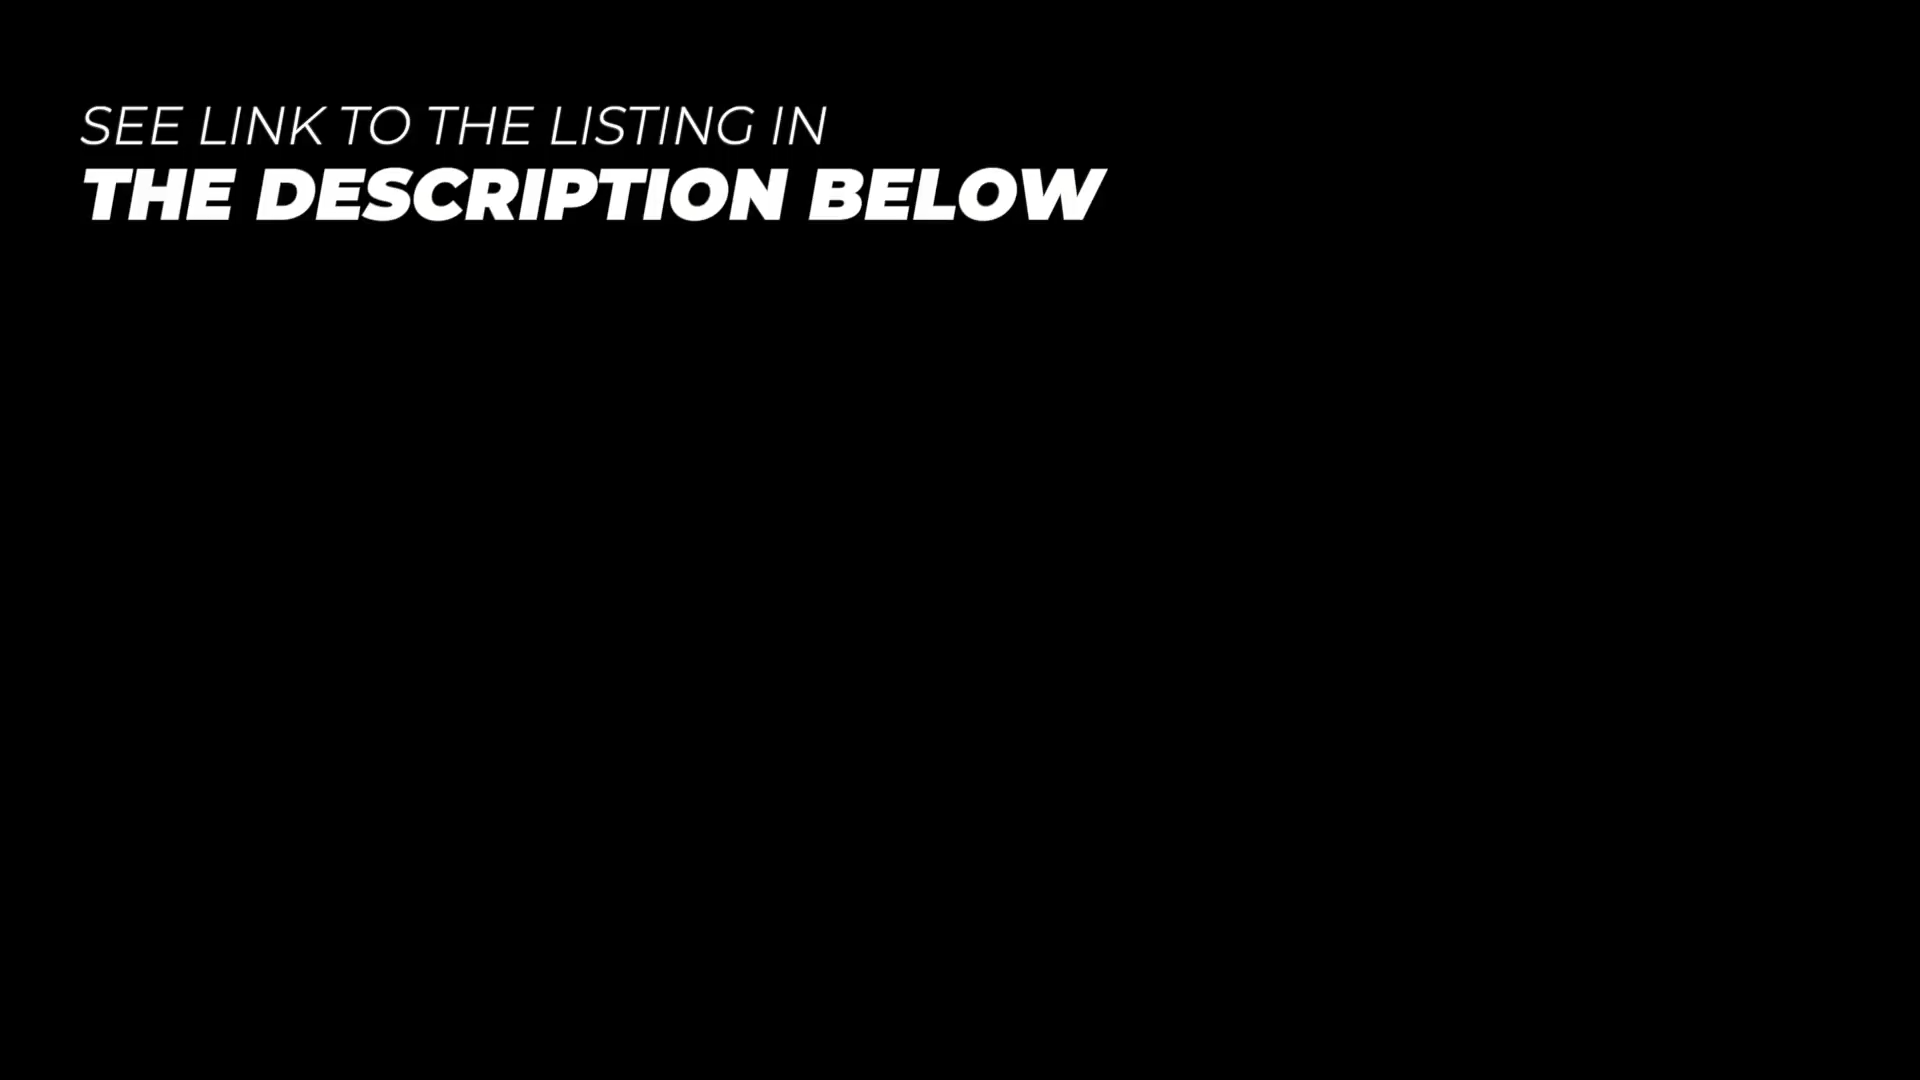 SEE LINK TO THE LISTING IN
THE DESCRIPTION BELOW